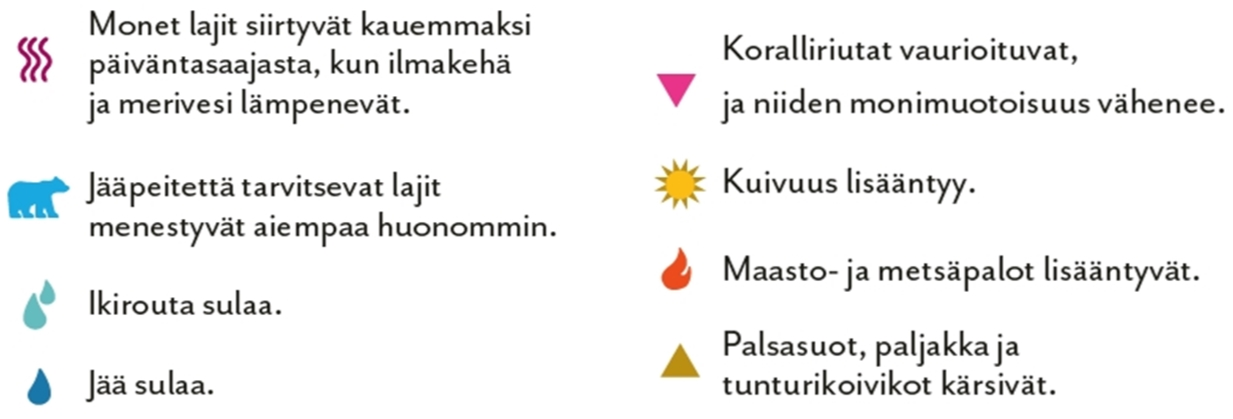 Monet lajit siirtyvät kauemmaksi
päiväntasaajasta, kun ilmakehä
ja merivesi lämpenevät.
Jääpeitettä tarvitsevat lajit
menestyvät aiempaa huonommin.
Ikirouta sulaa.
Jää sulaa.
Koralliriutat vaurioituvat,
ja niiden monimuotoisuus vähenee.
Kuivuus lisääntyy.
Maasto- ja metsäpalot lisääntyvät.
Palsasuot, paljakka ja
tunturikoivikot kärsivät.